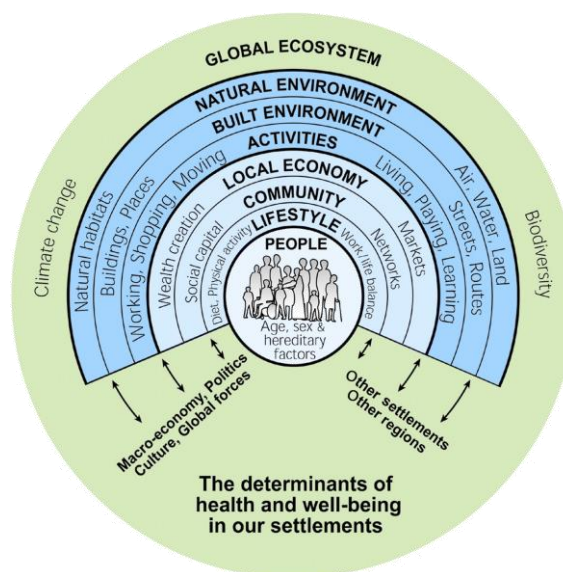 GLOBAL ECOSYSTEM
Climate change
Biodiversity
NATURAL ENVIRONMENT
Natural habitats
Air, Water, Land
BUILT ENVIRONMENT
Buildings, Places
Streets, Routes
ACTIVITIES
Working, Shopping, Moving
Living, Playing, Learning
LOCAL ECONOMY
Wealth creation
Markets
COMMUNITY
Social capital
Networks
LIFESTYLE
Diet, Physical activity
Work/life balance
PEOPLE
Age, sex &
hereditary
factors
Macro-economy, Politics
Culture, Global forces
Other settlements
Other regions
The determinants of
health and well-being
in our settlements